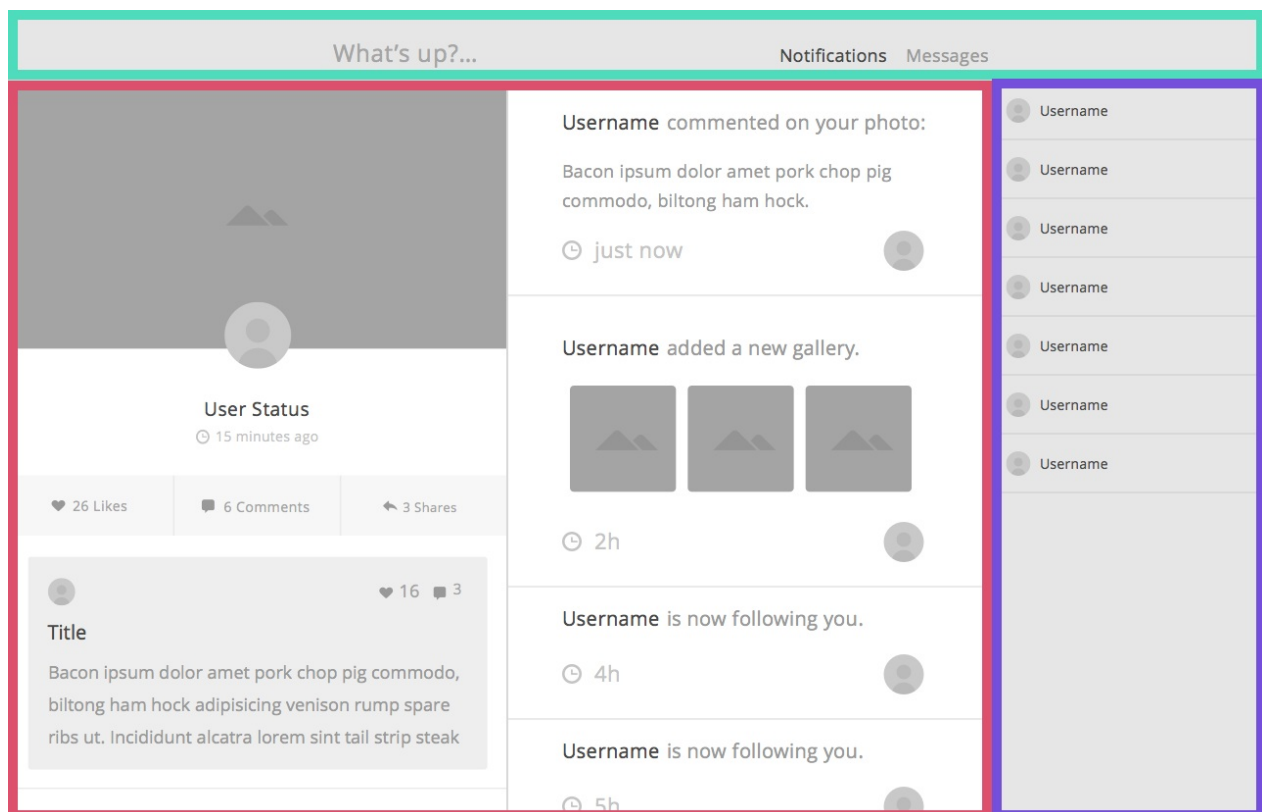 What's up?...
Notifications Messages
User Status
15 minutes ago
26 Likes
6 Comments
3 Shares
16
3
Title
Bacon ipsum dolor amet pork chop pig commodo,
biltong ham hock adipisicing venison rump spare
ribs ut. Incididunt alcatra lorem sint tail strip steak
Username commented on your photo:
Bacon ipsum dolor amet pork chop pig
commodo, biltong ham hock.
just now
Username added a new gallery.
2h
Username is now following you.
4h
Username is now following you.
5h
Username
Username
Username
Username
Username
Username
Username